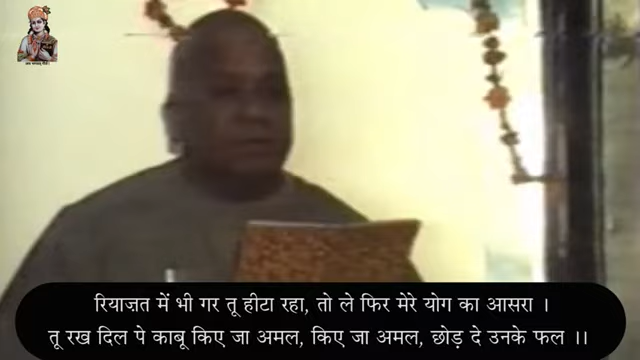 रियाज़त में भी गर तू हीटा रहा, तो ले फिर मेरे योग का आसरा ।
तू रख दिल पे काबू किए जा अमल, किए जा अमल, छोड़ दे उनके फल ।।